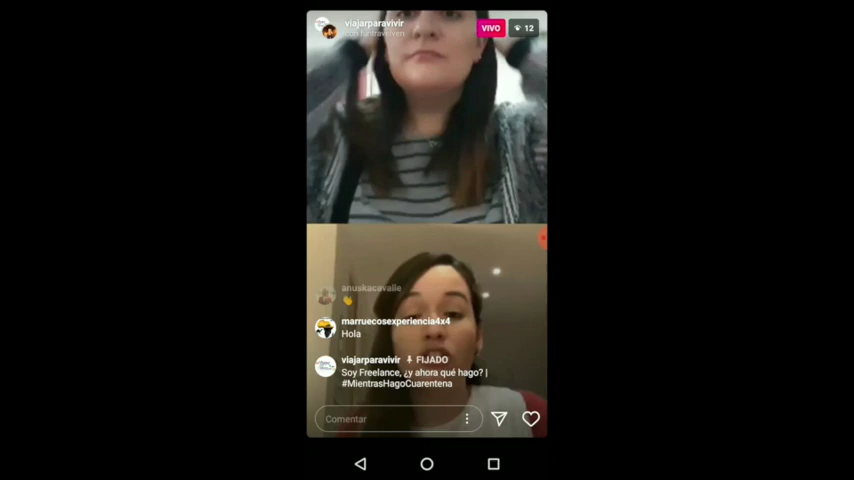 viajarparavivir
con funtravelven
VIVO
12
anuskacavalle
👏
marruecosexperiencia4x4
Hola
viajarparavivir FIJADO
Soy Freelance, ¿y ahora qué hago? |
#MientrasHagoCuarentena
Comentar